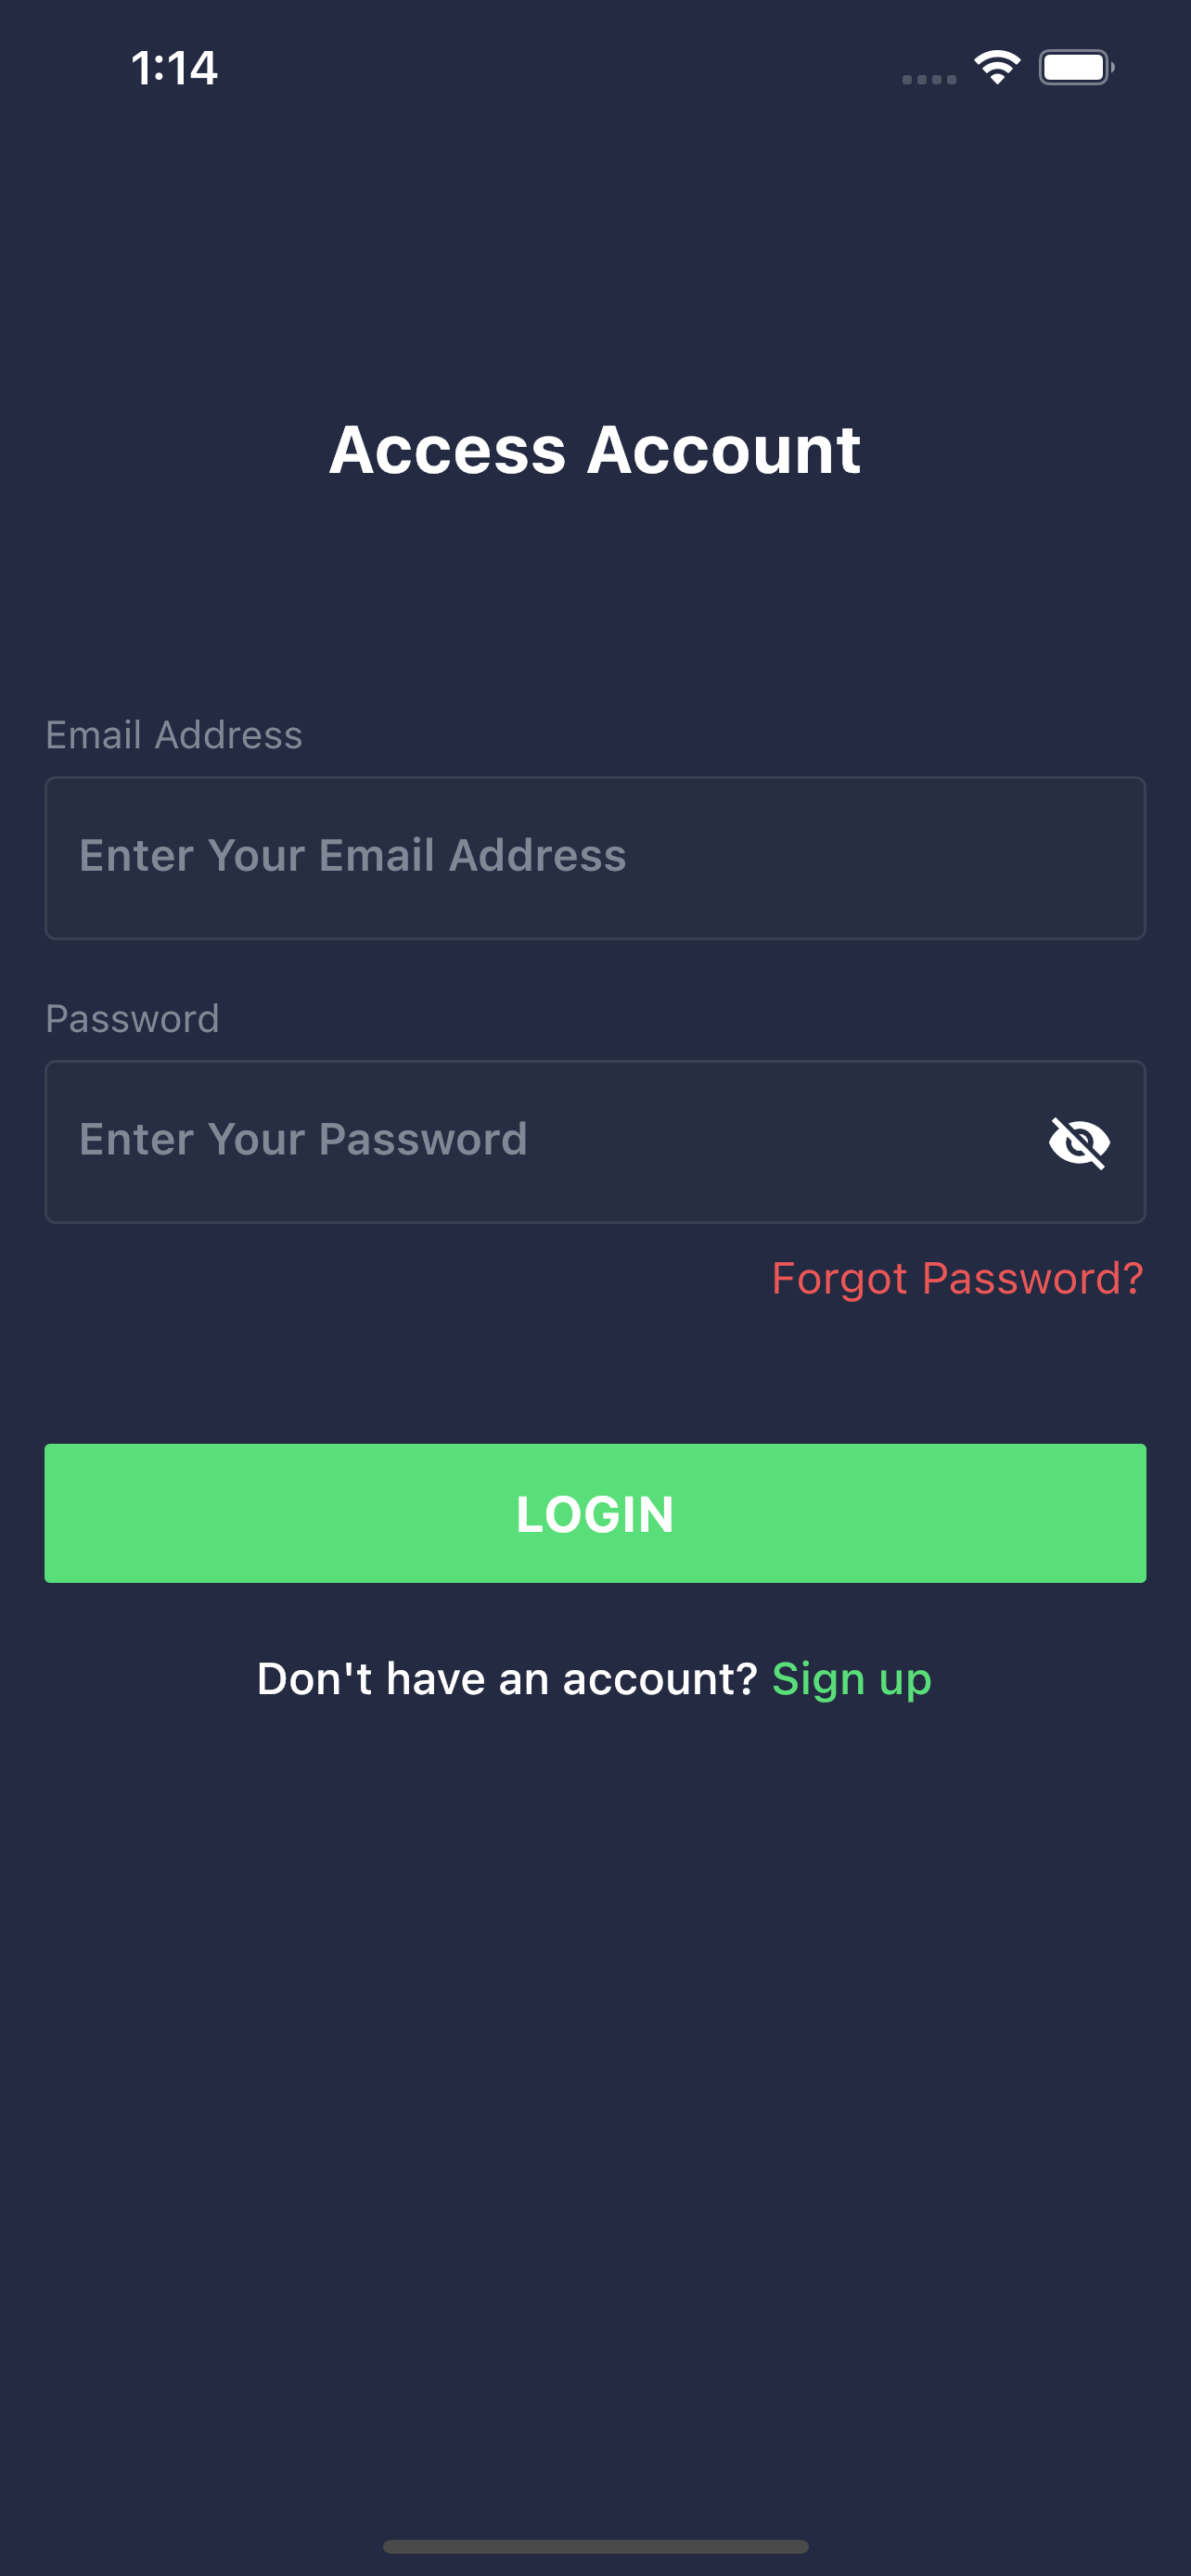 1:14
Access Account
Email Address
Enter Your Email Address
Password
Enter Your Password
Forgot Password?
LOGIN
Don't have an account? Sign up